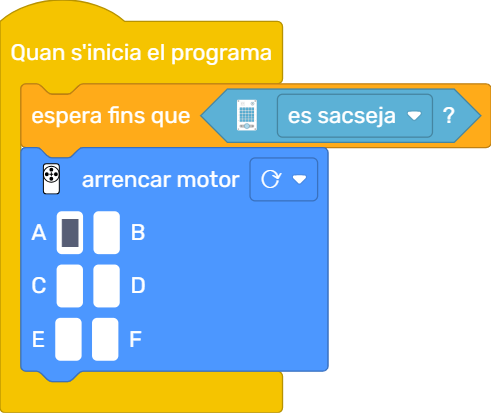 Quan s'inicia el programa
espera fins que es sacseja ?
arrencar motor
A B
C D
E F